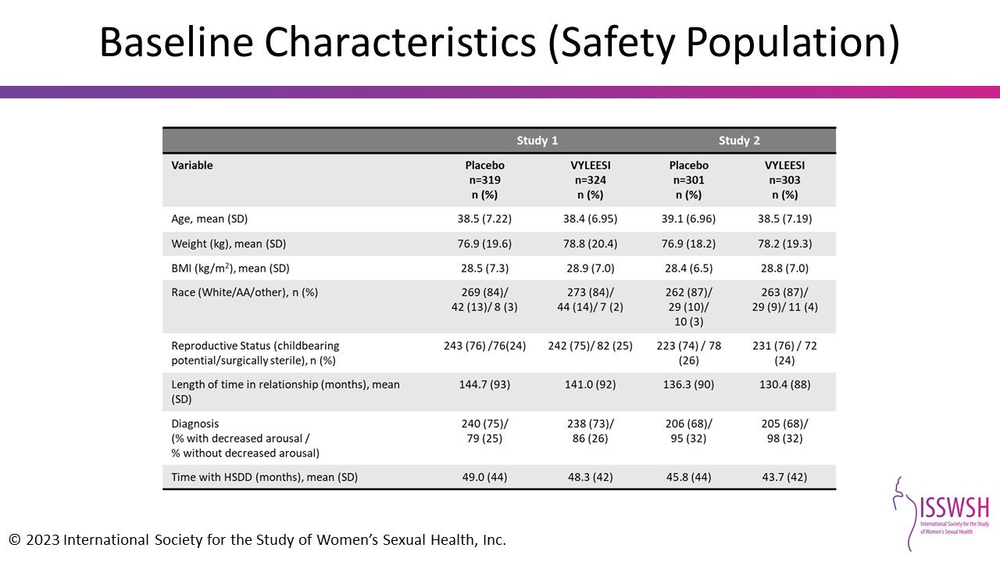 Baseline Characteristics (Safety Population)
Study 1 Study 2
Variable Placebo VYLEESI Placebo VYLEESI
n=319 n=324 n=301 n=303
n (%) n (%) n (%) n (%)
Age, mean (SD) 38.5 (7.22) 38.4 (6.95) 39.1 (6.96) 38.5 (7.19)
Weight (kg), mean (SD) 76.9 (19.6) 78.8 (20.4) 76.9 (18.2) 78.2 (19.3)
BMI (kg/m²), mean (SD) 28.5 (7.3) 28.9 (7.0) 28.4 (6.5) 28.8 (7.0)
Race (White/AA/other), n (%) 269 (84)/ 273 (84)/ 262 (87)/ 263 (87)/
42 (13)/ 8 (3) 44 (14)/ 7 (2) 29 (10)/ 29 (9)/ 11 (4)
10 (3)
Reproductive Status (childbearing 243 (76) /76(24) 242 (75)/ 82 (25) 223 (74) / 78 231 (76) / 72
potential/surgically sterile), n (%) (26) (24)
Length of time in relationship (months), mean 144.7 (93) 141.0 (92) 136.3 (90) 130.4 (88)
(SD)
Diagnosis 240 (75)/ 238 (73)/ 206 (68)/ 205 (68)/
(% with decreased arousal / 79 (25) 86 (26) 95 (32) 98 (32)
% without decreased arousal)
Time with HSDD (months), mean (SD) 49.0 (44) 48.3 (42) 45.8 (44) 43.7 (42)
ISSWSH
International Society for the Study
of Women's Sexual Health
© 2023 International Society for the Study of Women's Sexual Health, Inc.